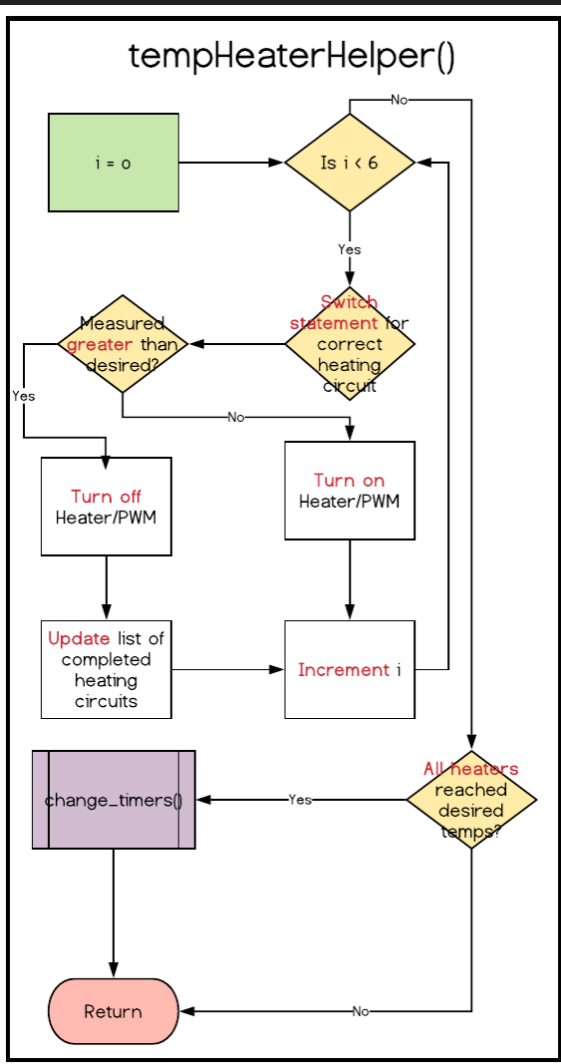 tempHeaterHelper()
No
i = 0
Is i < 6
Yes
Switch
statement for
correct
heating
circuit
Measured
greater than
desired?
Yes
No
Turn off
Heater/PWM
Turn on
Heater/PWM
Update list of
completed
heating
circuits
Increment i
All heaters
reached
desired
temps?
Yes
change_timers()
Return
No